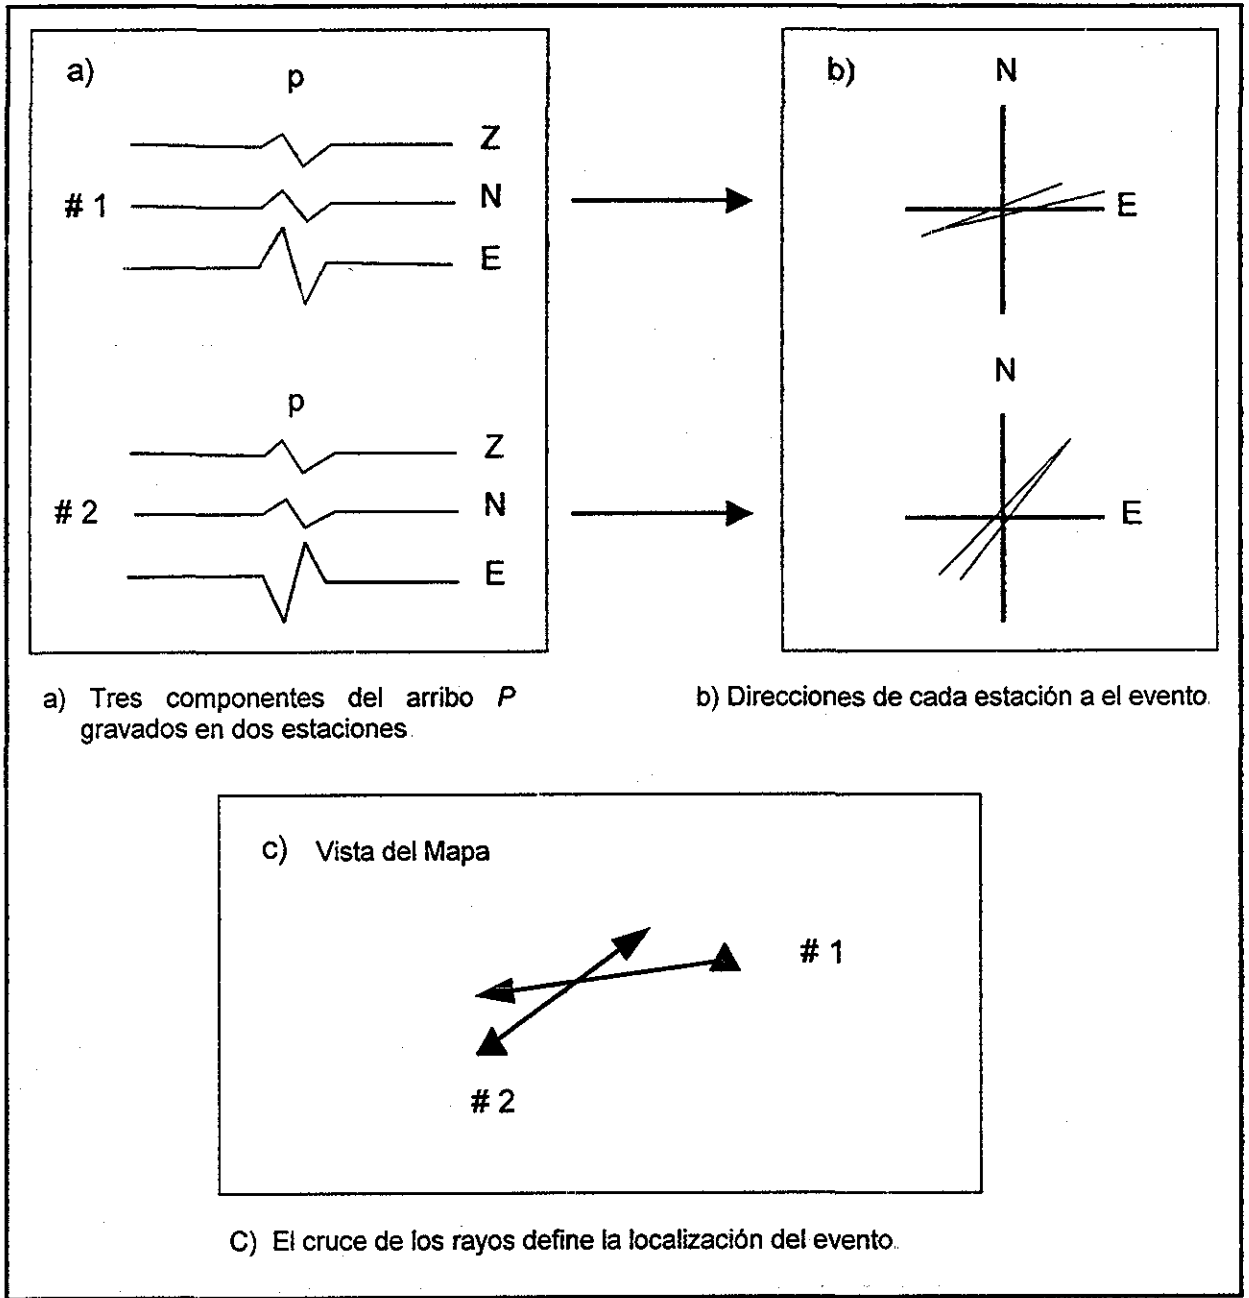 a)
p
Z
# 1
N
E
p
Z
# 2
N
E
b)
N
E
N
E
a) Tres componentes del arribo P
gravados en dos estaciones.
b) Direcciones de cada estación a el evento.
c) Vista del Mapa
# 1
# 2
C) El cruce de los rayos define la localización del evento.